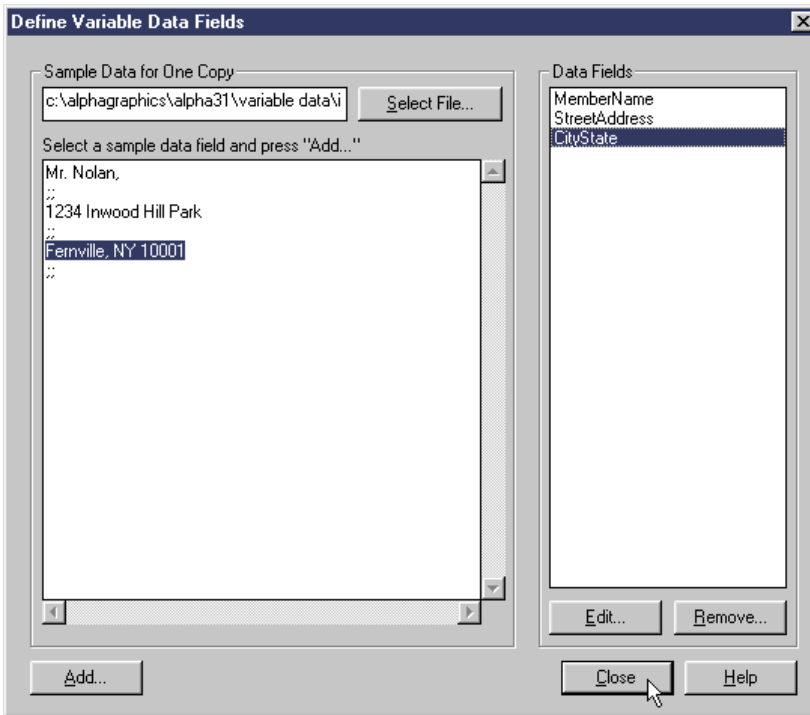 Define Variable Data Fields
Sample Data for One Copy
c:\alphagraphics\alpha31\variable data\i
Select File...
Select a sample data field and press "Add..."
Mr. Nolan,
;;
1234 Inwood Hill Park
;;
Fernville, NY 10001
;;
Data Fields
MemberName
StreetAddress
CityState
Edit...
Remove...
Add...
Close
Help